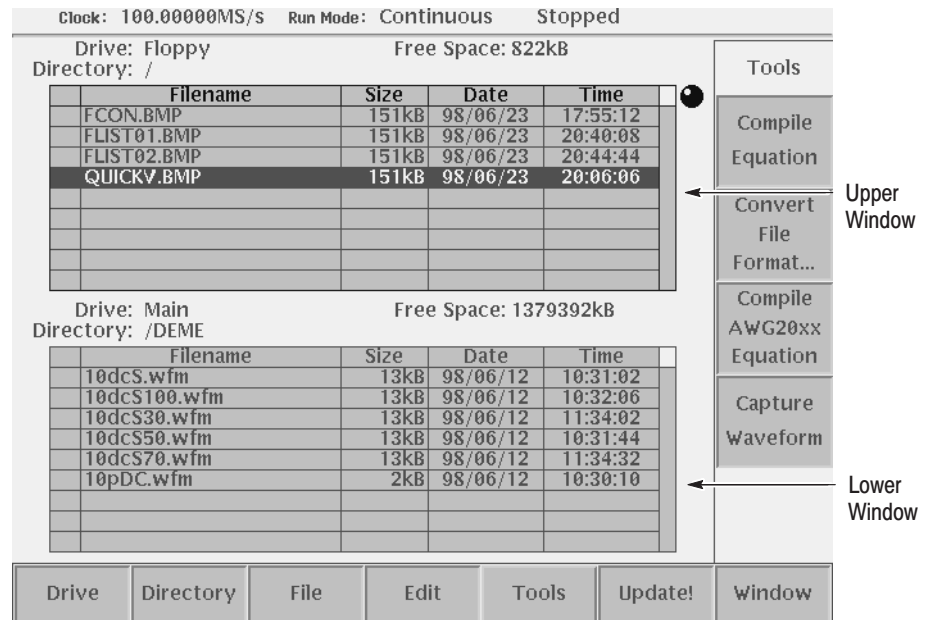 Clock: 100.00000MS/s Run Mode: Continuous Stopped
Drive: Floppy Free Space: 822kB
Directory: /
Filename Size Date Time
FCON.BMP 151kB 98/06/23 17:55:12
FLIST01.BMP 151kB 98/06/23 20:40:08
FLIST02.BMP 151kB 98/06/23 20:44:44
QUICKV.BMP 151kB 98/06/23 20:06:06
Drive: Main Free Space: 1379392kB
Directory: /DEME
Filename Size Date Time
10dcS.wfm 13kB 98/06/12 10:31:02
10dcS100.wfm 13kB 98/06/12 10:32:06
10dcS30.wfm 13kB 98/06/12 11:34:02
10dcS50.wfm 13kB 98/06/12 10:31:44
10dcS70.wfm 13kB 98/06/12 11:34:32
10pDC.wfm 2kB 98/06/12 10:30:10
Tools
Compile
Equation
Convert
File
Format...
Compile
AWG20xx
Equation
Capture
Waveform
Upper
Window
Lower
Window
Drive Directory File Edit Tools Update! Window